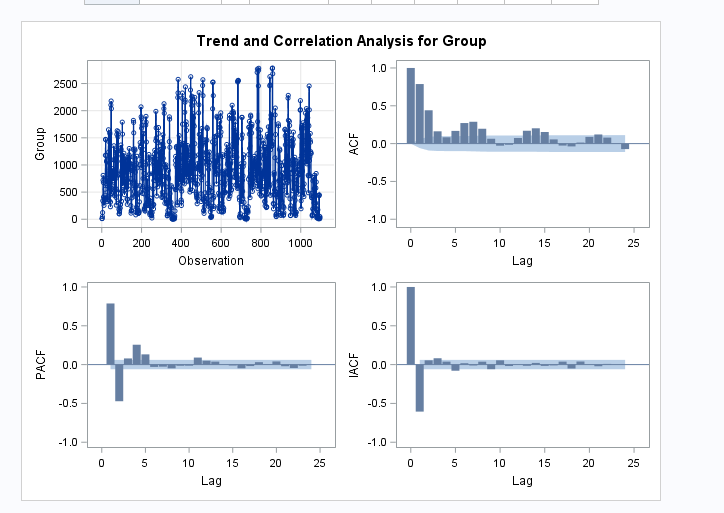 Trend and Correlation Analysis for Group
Group
2500
2000
1500
1000
500
0
0 200 400 600 800 1000
Observation
ACF
1.0
0.5
0.0
-0.5
-1.0
0 5 10 15 20 25
Lag
PACF
1.0
0.5
0.0
-0.5
-1.0
0 5 10 15 20 25
Lag
IACF
1.0
0.5
0.0
-0.5
-1.0
0 5 10 15 20 25
Lag